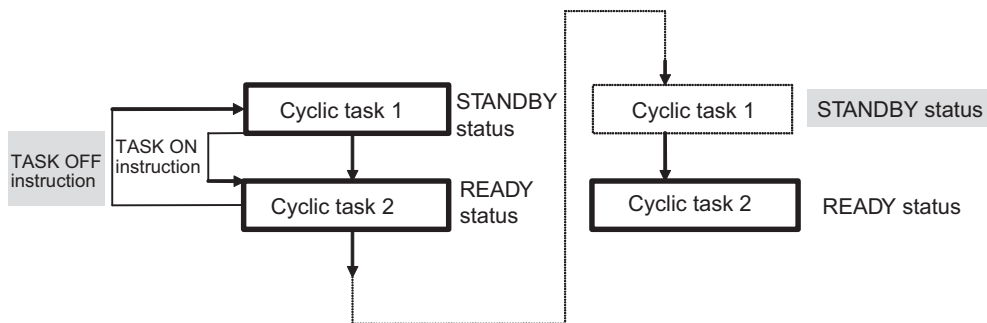 Cyclic task 1
STANDBY
status
TASK OFF
instruction
TASK ON
instruction
Cyclic task 2
READY
status
Cyclic task 1
STANDBY status
Cyclic task 2
READY status